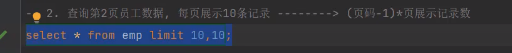 -- 2. 查询第2页员工数据, 每页展示10条记录 --------> (页码-1)*页展示记录数
select * from emp limit 10,10;